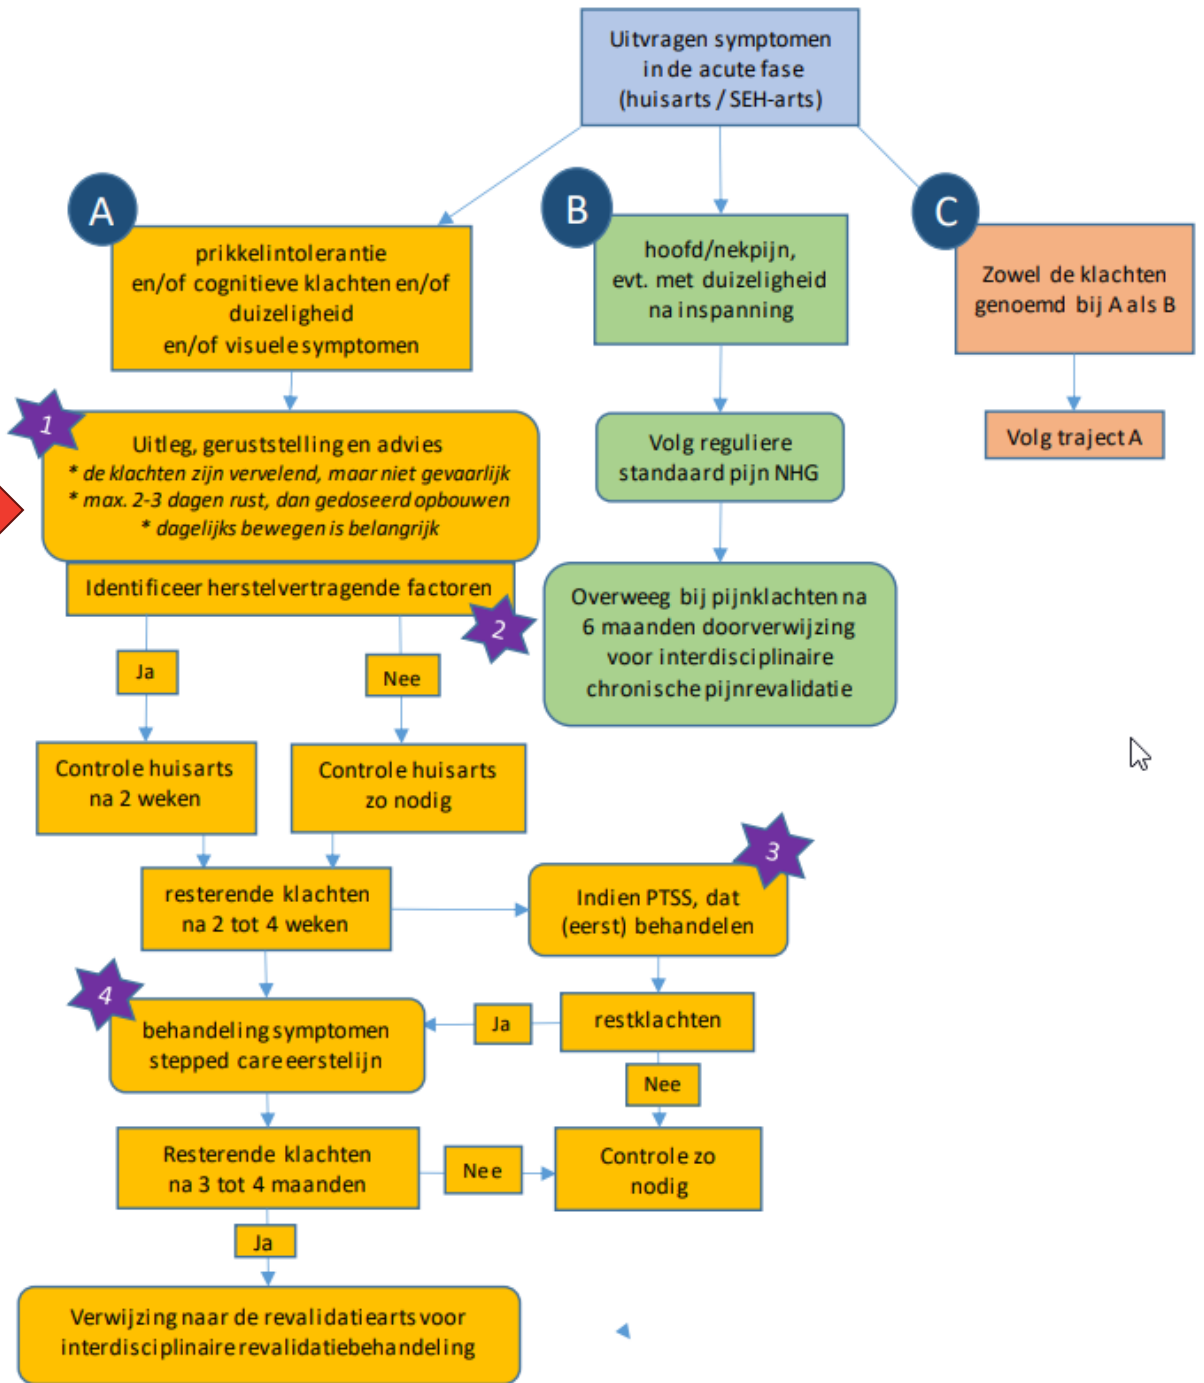 Uitvragen symptomen
in de acute fase
(huisarts / SEH-arts)
A
prikkelintolerantie
en/of cognitieve klachten en/of
duizeligheid
en/of visuele symptomen
1
Uitleg, geruststelling en advies
* de klachten zijn vervelend, maar niet gevaarlijk
* max. 2-3 dagen rust, dan gedoseerd opbouwen
* dagelijks bewegen is belangrijk
Identificeer herstelvertragende factoren
2
Ja
Nee
Controle huisarts
na 2 weken
Controle huisarts
zo nodig
resterende klachten
na 2 tot 4 weken
3
Indien PTSS, dat
(eerst) behandelen
restklachten
Ja
Nee
4
behandeling symptomen
stepped care eerstelijn
Resterende klachten
na 3 tot 4 maanden
Nee
Controle zo
nodig
Ja
Verwijzing naar de revalidatiearts voor
interdisciplinaire revalidatiebehandeling
B
hoofd/nekpijn,
evt. met duizeligheid
na inspanning
Volg reguliere
standaard pijn NHG
Overweeg bij pijnklachten na
6 maanden doorverwijzing
voor interdisciplinaire
chronische pijnrevalidatie
C
Zowel de klachten
genoemd bij A als B
Volg traject A